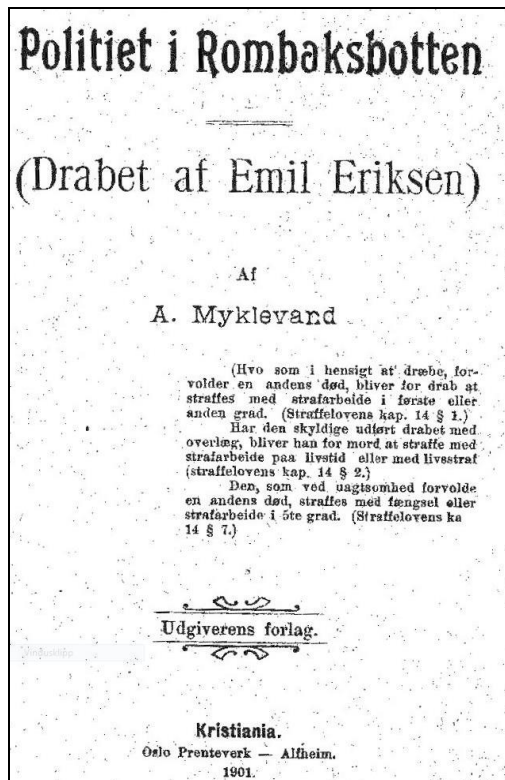 Politiet i Rombaksbotten
(Drabet af Emil Eriksen)
Af
A. Myklevand
(Hvo som i hensigt at dræbe, for-
volder en andens død, bliver for drab at
straffes med strafarbeide i første eller
anden grad. (Straffelovens kap. 14 § 1.)
Har den skyldige udført drabet med
overlæg, bliver han for mord at straffe med
strafarbeide paa livstid eller med livsstraf
(straffelovens kap. 14 § 2.)
Den, som ved uagtsomhed forvolde
en andens død, straffes med fængsel eller
strafarbeide i 5te grad. (Straffelovens ka
14 § 7.)
Udgiverens forlag.
Kristiania.
Oslo Prenteverk — Alfheim.
1901.